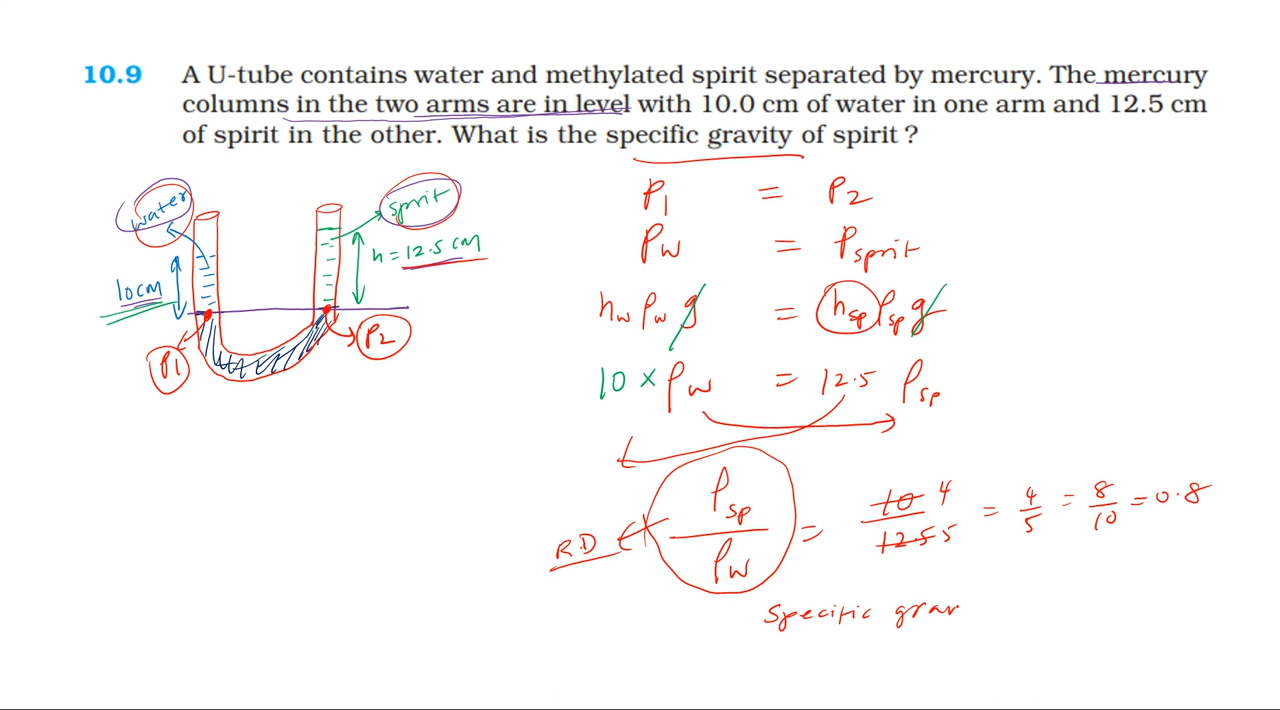 10.9 A U-tube contains water and methylated spirit separated by mercury. The mercury
columns in the two arms are in level with 10.0 cm of water in one arm and 12.5 cm
of spirit in the other. What is the specific gravity of spirit ?
P1 = P2
water
sprit
Pw = Psprit
h = 12.5 cm
10cm
hw ρw g = hsp ρsp g
P1
P2
10 × ρw = 12.5 ρsp
R.D
ρsp / ρw = 10 4 / 12.5 5 = 4/5 = 8/10 = 0.8
Specific grav